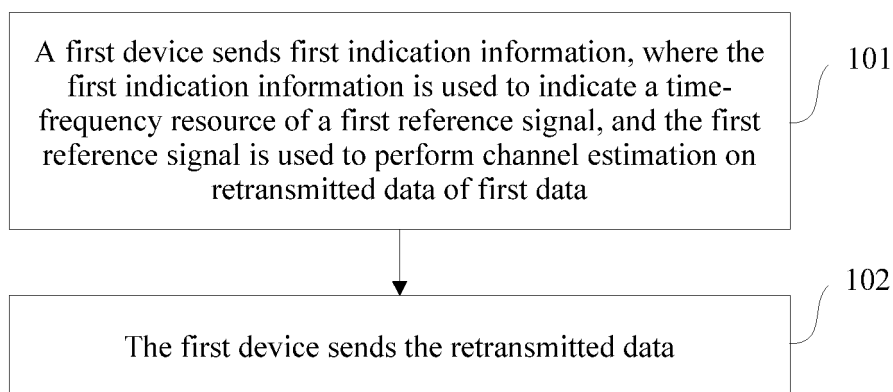 A first device sends first indication information, where the
101
first indication information is used to indicate a time-
frequency resource of a first reference signal, and the first
reference signal is used to perform channel estimation on
retransmitted data of first data
102
The first device sends the retransmitted data